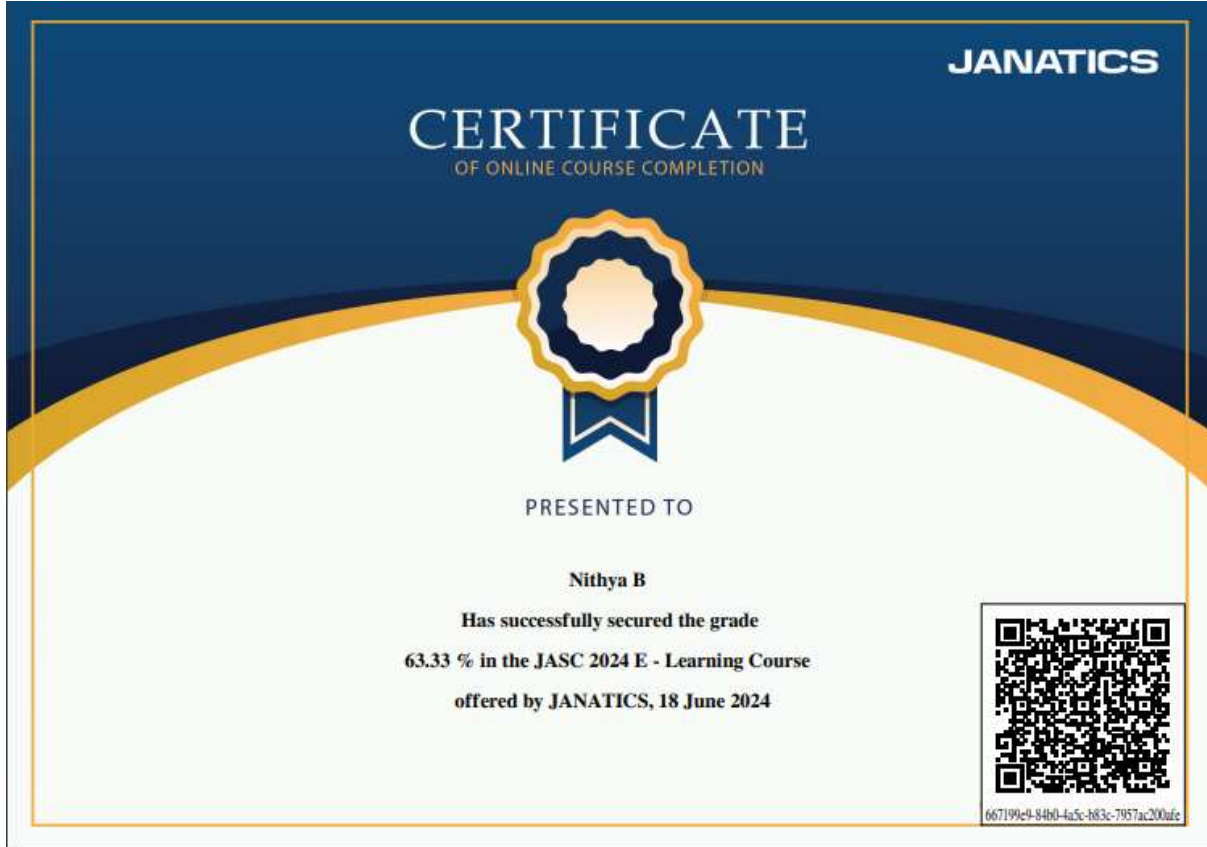 JANATICS
CERTIFICATE
OF ONLINE COURSE COMPLETION
PRESENTED TO
Nithya B
Has successfully secured the grade
63.33 % in the JASC 2024 E - Learning Course
offered by JANATICS, 18 June 2024
667199e9-84b0-4a5c-b83c-7957ac200afe